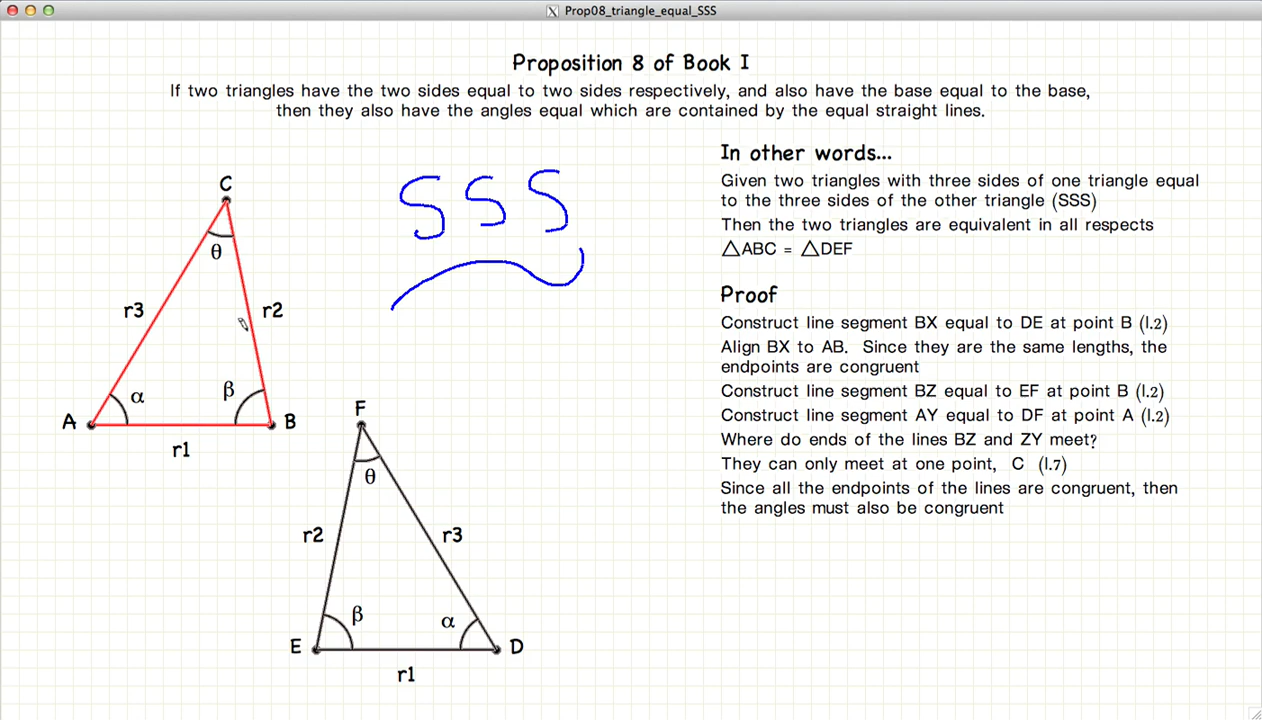 Prop08_triangle_equal_SSS
Proposition 8 of Book I
If two triangles have the two sides equal to two sides respectively, and also have the base equal to the base,
then they also have the angles equal which are contained by the equal straight lines.
C
θ
r3
r2
α
β
A
B
r1
SSS
F
θ
r2
r3
β
α
E
D
r1
In other words...
Given two triangles with three sides of one triangle equal
to the three sides of the other triangle (SSS)
Then the two triangles are equivalent in all respects
△ABC = △DEF
Proof
Construct line segment BX equal to DE at point B (I.2)
Align BX to AB. Since they are the same lengths, the
endpoints are congruent
Construct line segment BZ equal to EF at point B (I.2)
Construct line segment AY equal to DF at point A (I.2)
Where do ends of the lines BZ and ZY meet?
They can only meet at one point, C (I.7)
Since all the endpoints of the lines are congruent, then
the angles must also be congruent